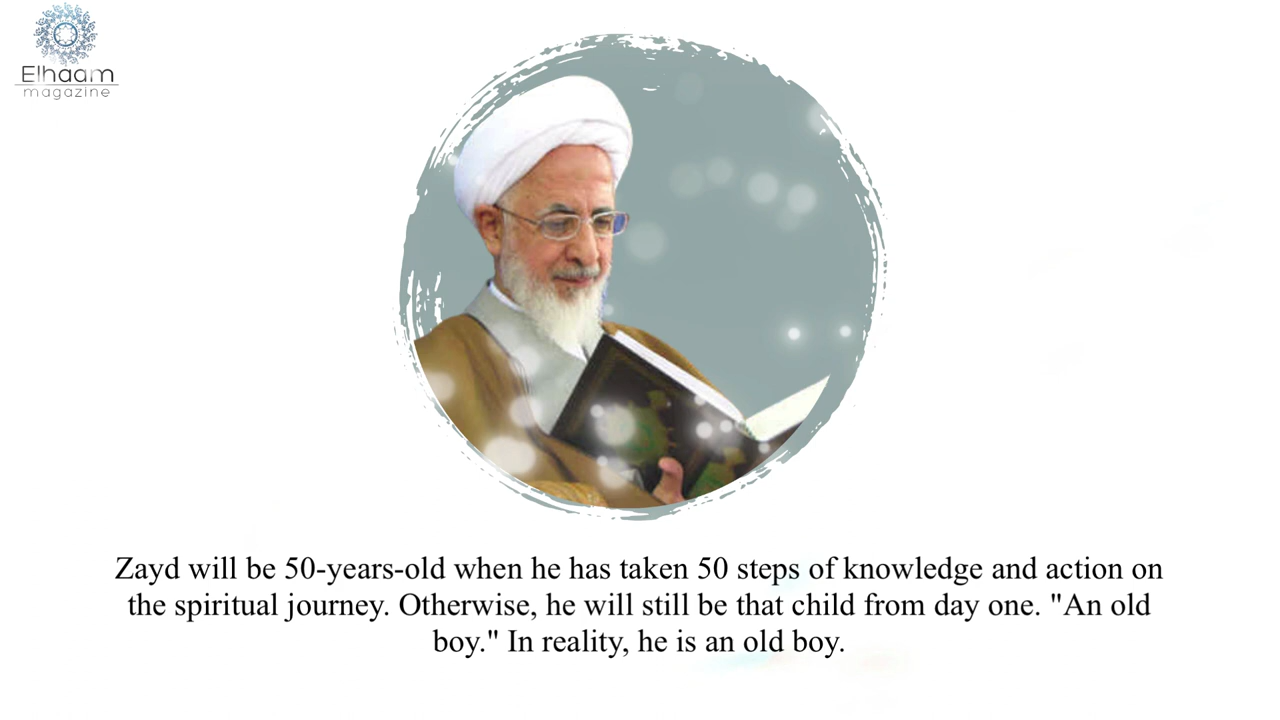 Elhaam
magazine
Zayd will be 50-years-old when he has taken 50 steps of knowledge and action on
the spiritual journey. Otherwise, he will still be that child from day one. "An old
boy." In reality, he is an old boy.